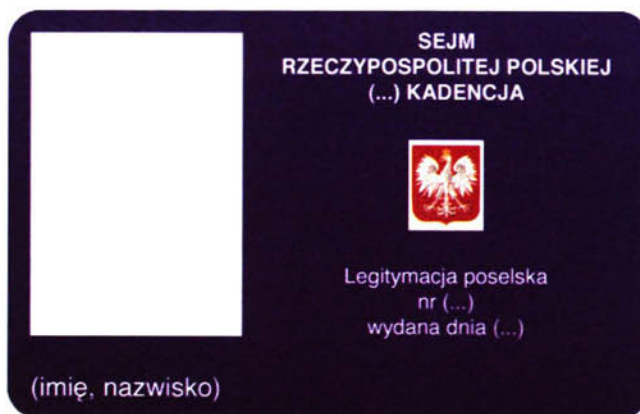 SEJM
RZECZYPOSPOLITEJ POLSKIEJ
(...) KADENCJA
Legitymacja poselska
nr (...)
wydana dnia (...)
(imię, nazwisko)